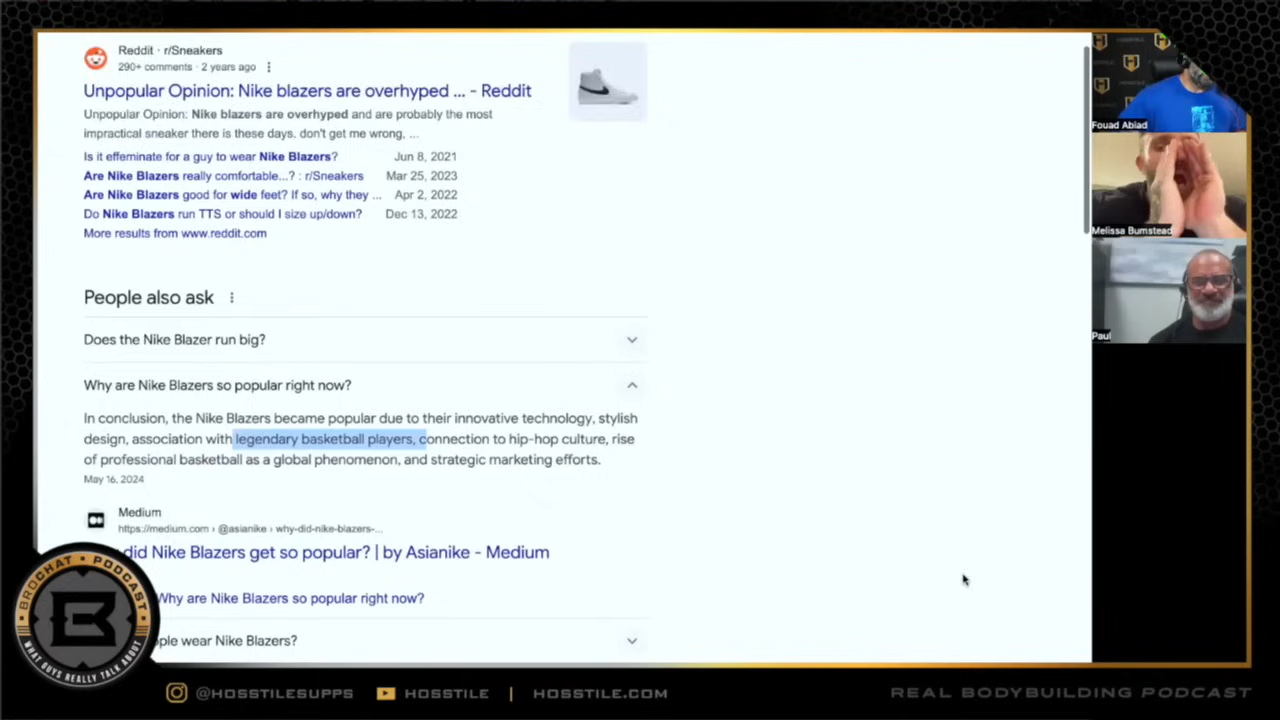 Reddit · r/Sneakers
290+ comments · 2 years ago
Unpopular Opinion: Nike blazers are overhyped ... - Reddit
Unpopular Opinion: Nike blazers are overhyped and are probably the most
impractical sneaker there is these days. don't get me wrong, ...
Is it effeminate for a guy to wear Nike Blazers? Jun 8, 2021
Are Nike Blazers really comfortable...? : r/Sneakers Mar 25, 2023
Are Nike Blazers good for wide feet? If so, why they ... Apr 2, 2022
Do Nike Blazers run TTS or should I size up/down? Dec 13, 2022
More results from www.reddit.com
People also ask
Does the Nike Blazer run big?
Why are Nike Blazers so popular right now?
In conclusion, the Nike Blazers became popular due to their innovative technology, stylish
design, association with legendary basketball players, connection to hip-hop culture, rise
of professional basketball as a global phenomenon, and strategic marketing efforts.
May 16, 2024
Medium
https://medium.com › @asianike › why-did-nike-blazers-...
did Nike Blazers get so popular? | by Asianike - Medium
Why are Nike Blazers so popular right now?
ple wear Nike Blazers?
Fouad Abiad
Melissa Bumstead
Paul
BROCHAT • PODCAST
B
WHAT GUYS REALLY TALK ABOUT
@HOSSTILESUPPS HOSSTILE | HOSSTILE.COM
REAL BODYBUILDING PODCAST